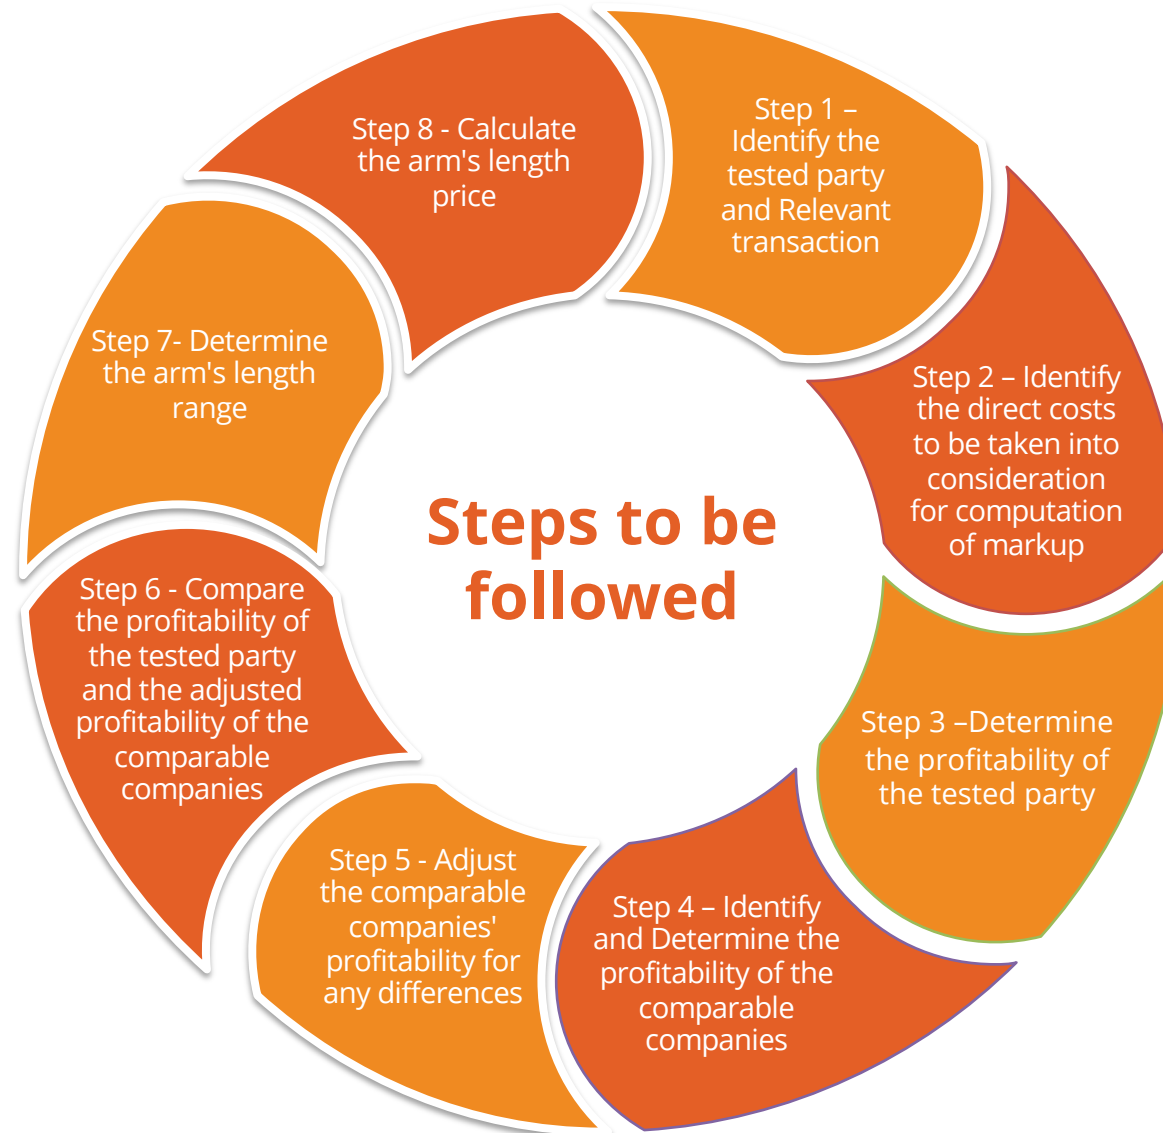 Step 1 –
Identify the
tested party
and Relevant
transaction
Step 2 – Identify
the direct costs
to be taken into
consideration
for computation
of markup
Step 3 –Determine
the profitability of
the tested party
Step 4 – Identify
and Determine the
profitability of the
comparable
companies
Step 5 - Adjust
the comparable
companies'
profitability for
any differences
Step 6 - Compare
the profitability of
the tested party
and the adjusted
profitability of the
comparable
companies
Step 7- Determine
the arm's length
range
Step 8 - Calculate
the arm's length
price
Steps to be
followed